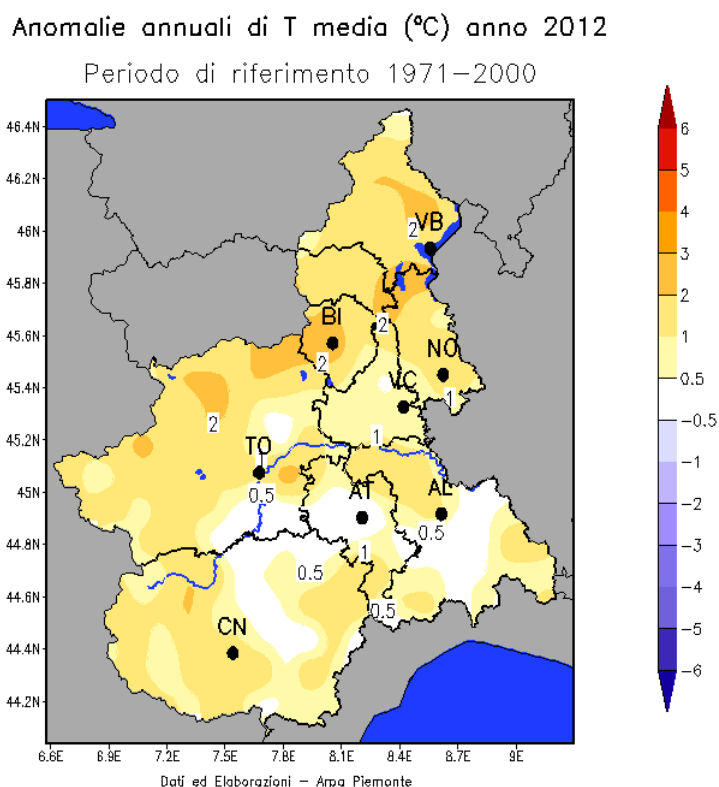 Anomalie annuali di T media (ºC) anno 2012
Periodo di riferimento 1971–2000
46.4N
46.2N
46N
45.8N
45.6N
45.4N
45.2N
45N
44.8N
44.6N
44.4N
44.2N
6.6E 6.9E 7.2E 7.5E 7.8E 8.1E 8.4E 8.7E 9E
VB
2
BI
2
2
NO
VC
1
2
1
TO
0.5
AT
AL
0.5
1
0.5
0.5
CN
6
5
4
3
2
1
0.5
−0.5
−1
−2
−3
−4
−5
−6
Dati ed Elaborazioni – Arpa Piemonte